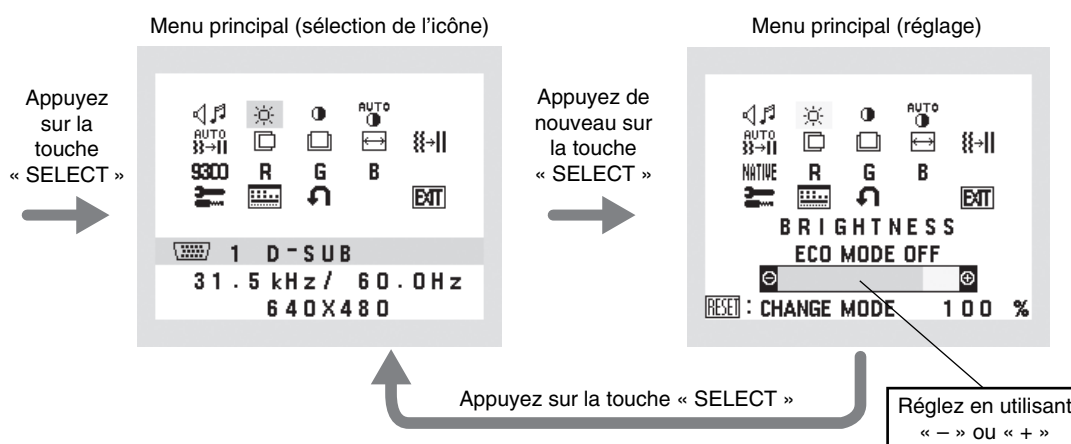 Menu principal (sélection de l'icône)
Menu principal (réglage)
Appuyez
sur la
touche
« SELECT »
AUTO
AUTO
9300 R G B
EXIT
1 D-SUB
31.5 kHz/ 60.0Hz
640X480
Appuyez de
nouveau sur
la touche
« SELECT »
AUTO
AUTO
NATIVE R G B
EXIT
BRIGHTNESS
ECO MODE OFF
RESET : CHANGE MODE 100 %
Appuyez sur la touche « SELECT »
Réglez en utilisant
« – » ou « + »